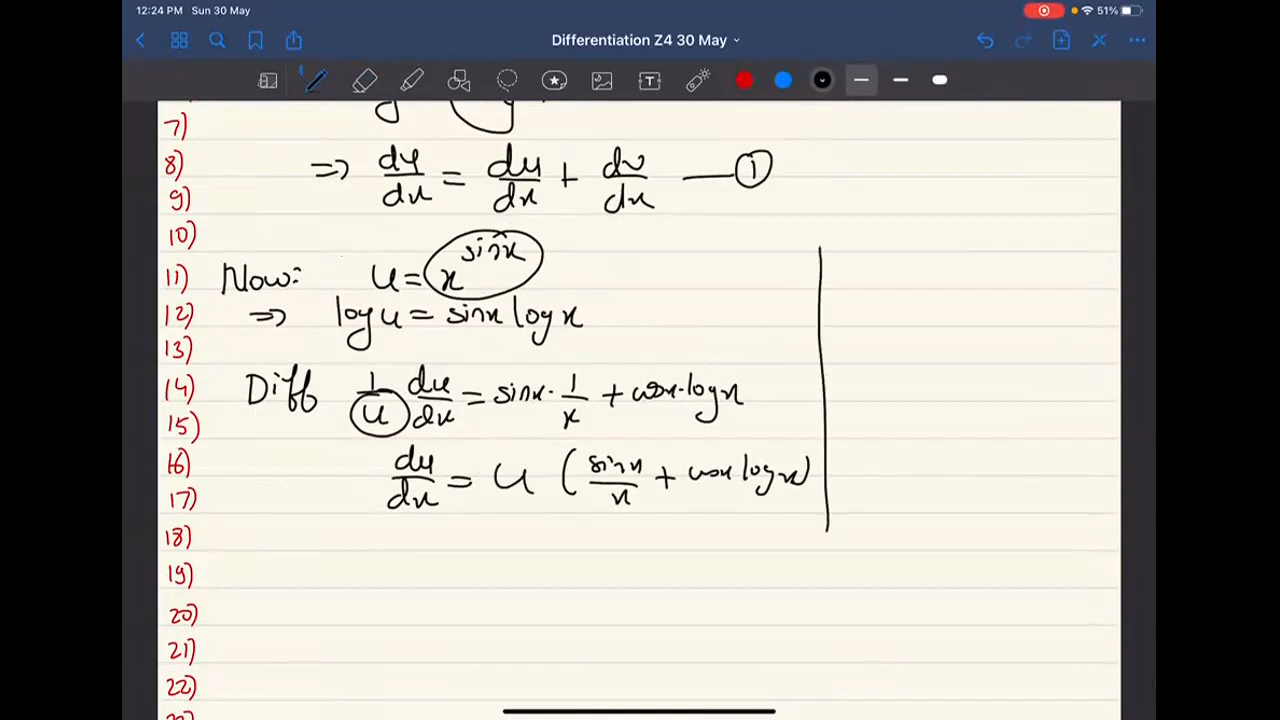 12:24 PM Sun 30 May 51%
Differentiation Z4 30 May
7)
8) => dy/dx = du/dx + dv/dx — ①
9)
10)
11) Now: u = x^sinx
12) => log u = sinx log x
13)
14) Diff 1/u du/dx = sinx · 1/x + cosx · log x
15)
16) du/dx = u ( sinx/x + cosx log x )
17)
18)
19)
20)
21)
22)